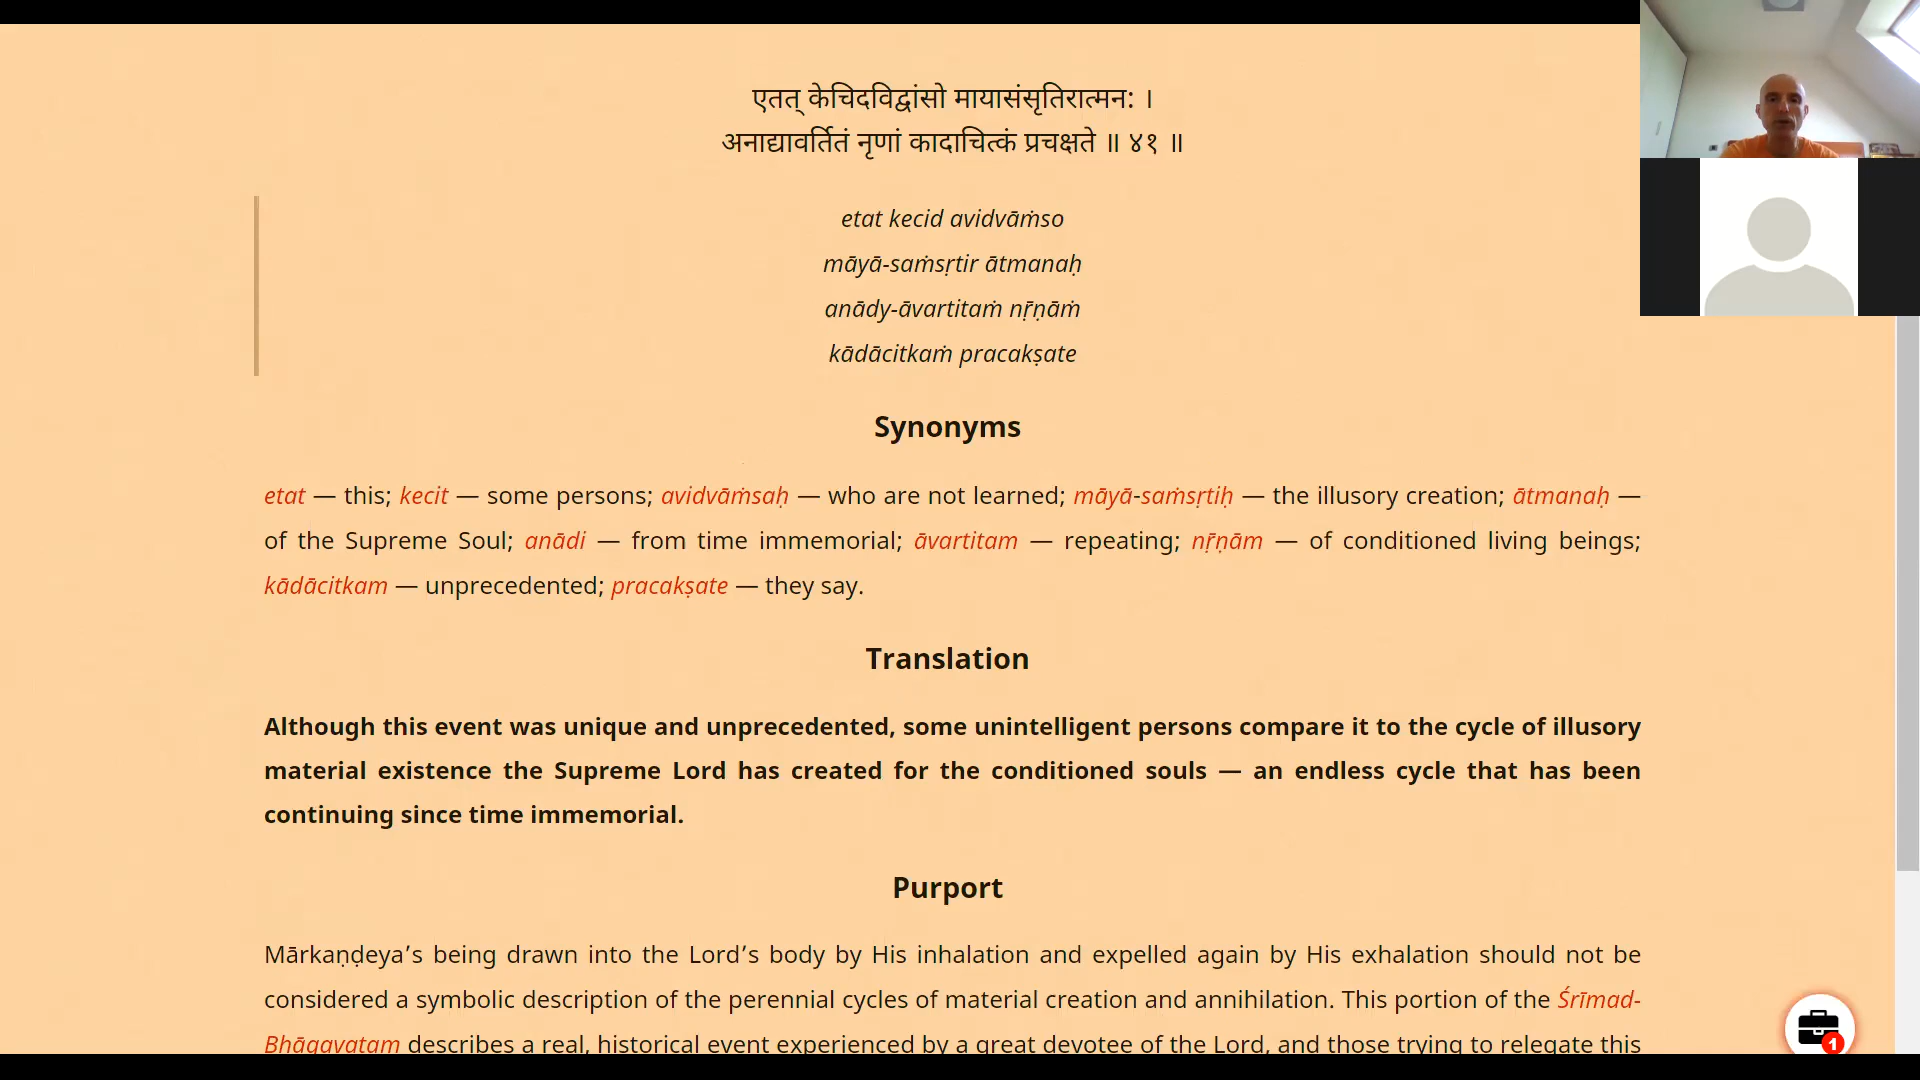 एतत् केचिदविद्वांसो मायासंसृतिरात्मन: ।
अनाद्यावर्तितं नृणां कादाचित्कं प्रचक्षते ॥ ४१ ॥
etat kecid avidvāṁso
māyā-saṁsṛtir ātmanaḥ
anādy-āvartitaṁ nṝṇāṁ
kādācitkaṁ pracakṣate
Synonyms
etat — this; kecit — some persons; avidvāṁsaḥ — who are not learned; māyā-saṁsṛtiḥ — the illusory creation; ātmanaḥ —
of the Supreme Soul; anādi — from time immemorial; āvartitam — repeating; nṝṇām — of conditioned living beings;
kādācitkam — unprecedented; pracakṣate — they say.
Translation
Although this event was unique and unprecedented, some unintelligent persons compare it to the cycle of illusory
material existence the Supreme Lord has created for the conditioned souls — an endless cycle that has been
continuing since time immemorial.
Purport
Mārkaṇḍeya’s being drawn into the Lord’s body by His inhalation and expelled again by His exhalation should not be
considered a symbolic description of the perennial cycles of material creation and annihilation. This portion of the Śrīmad-
Bhāgavatam describes a real, historical event experienced by a great devotee of the Lord, and those trying to relegate this
1